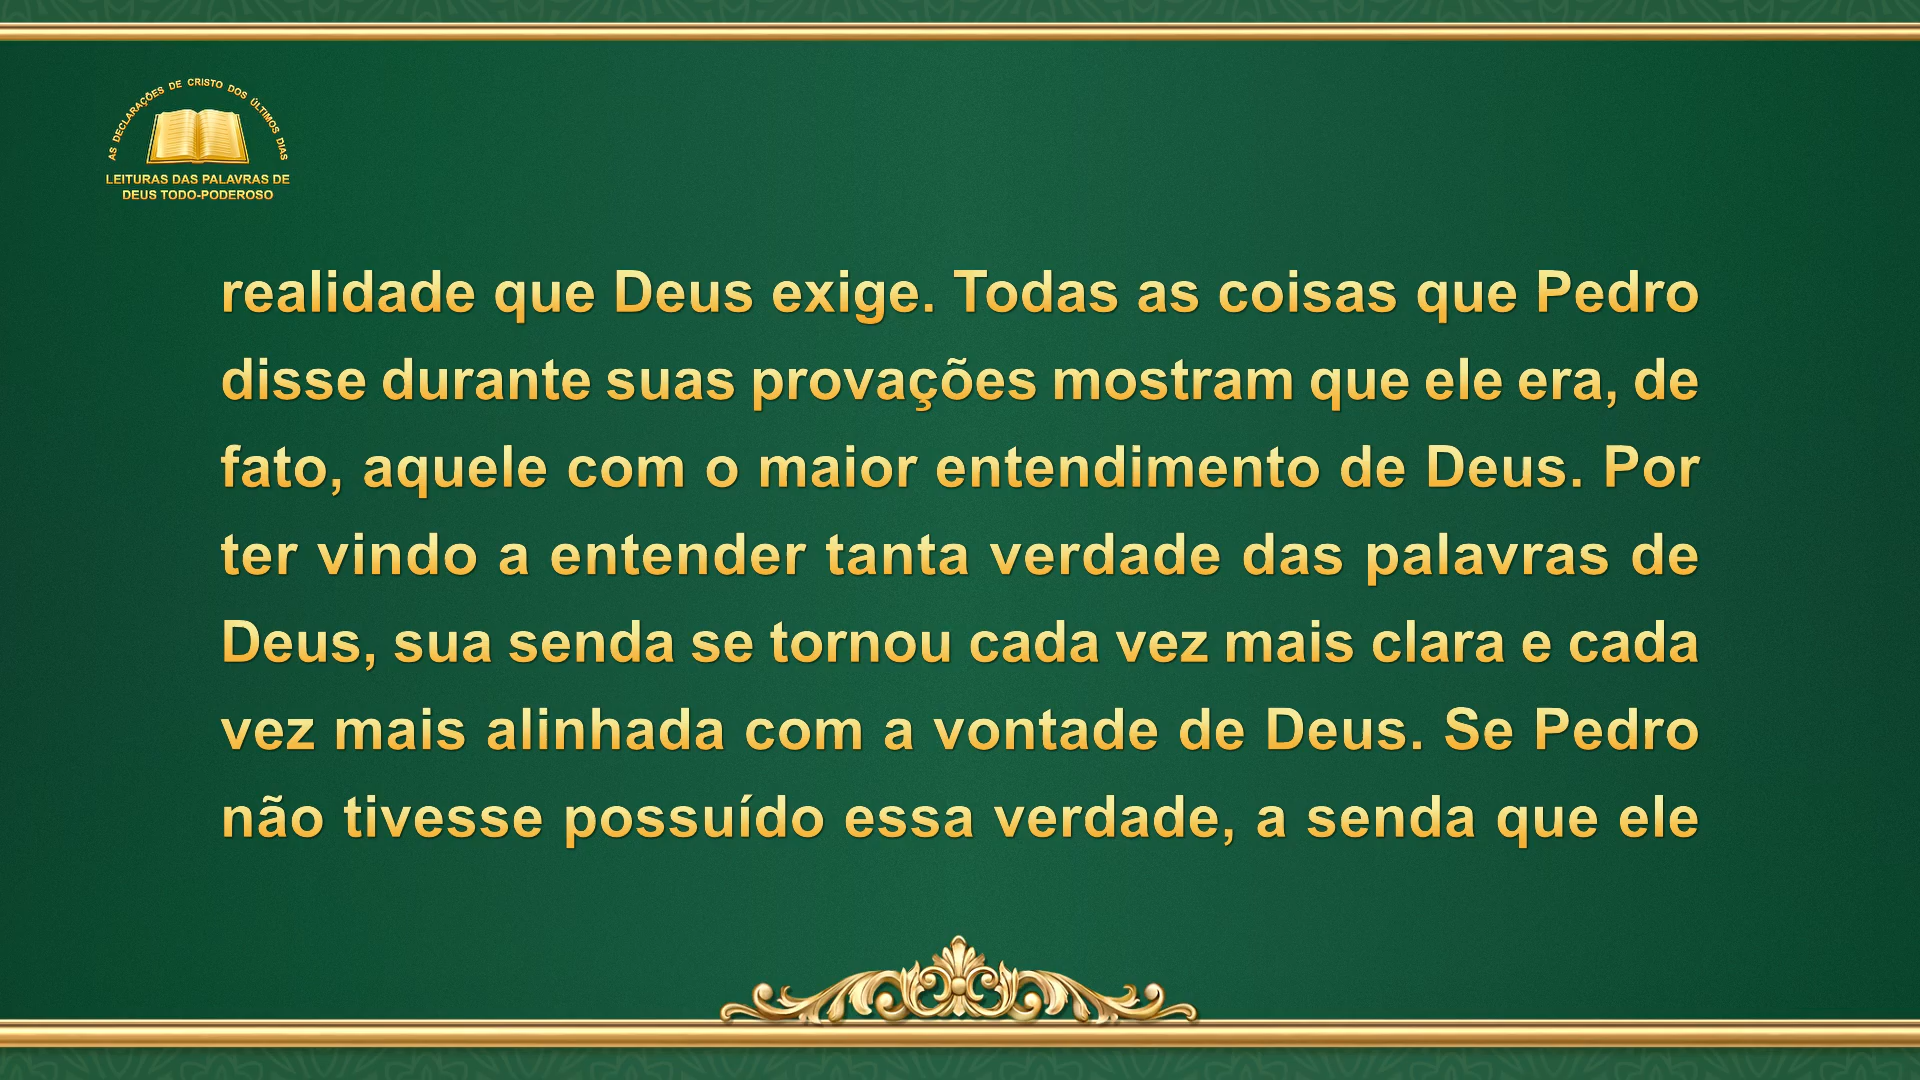 AS DECLARAÇÕES DE CRISTO DOS ÚLTIMOS DIAS
LEITURAS DAS PALAVRAS DE
DEUS TODO-PODEROSO
realidade que Deus exige. Todas as coisas que Pedro
disse durante suas provações mostram que ele era, de
fato, aquele com o maior entendimento de Deus. Por
ter vindo a entender tanta verdade das palavras de
Deus, sua senda se tornou cada vez mais clara e cada
vez mais alinhada com a vontade de Deus. Se Pedro
não tivesse possuído essa verdade, a senda que ele